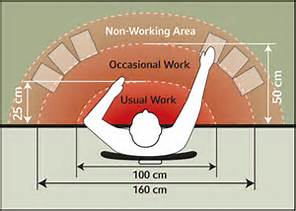 Non-Working Area
Occasional Work
Usual Work
25 cm
50 cm
100 cm
160 cm